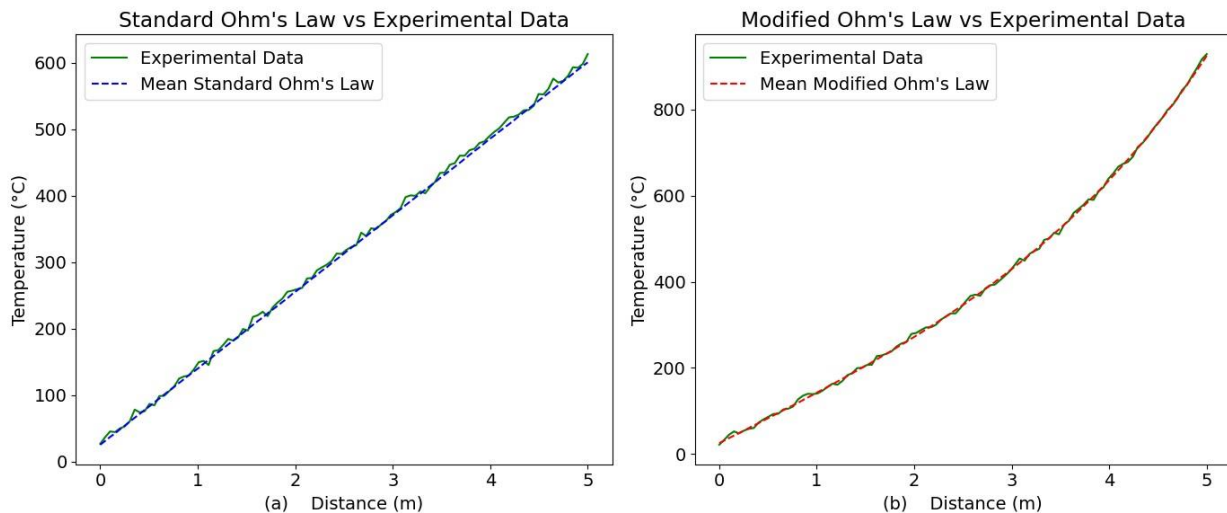 Standard Ohm's Law vs Experimental Data
Experimental Data
Mean Standard Ohm's Law
Temperature (°C)
600
500
400
300
200
100
0
0 1 2 3 4 5
(a) Distance (m)
Modified Ohm's Law vs Experimental Data
Experimental Data
Mean Modified Ohm's Law
Temperature (°C)
800
600
400
200
0
0 1 2 3 4 5
(b) Distance (m)